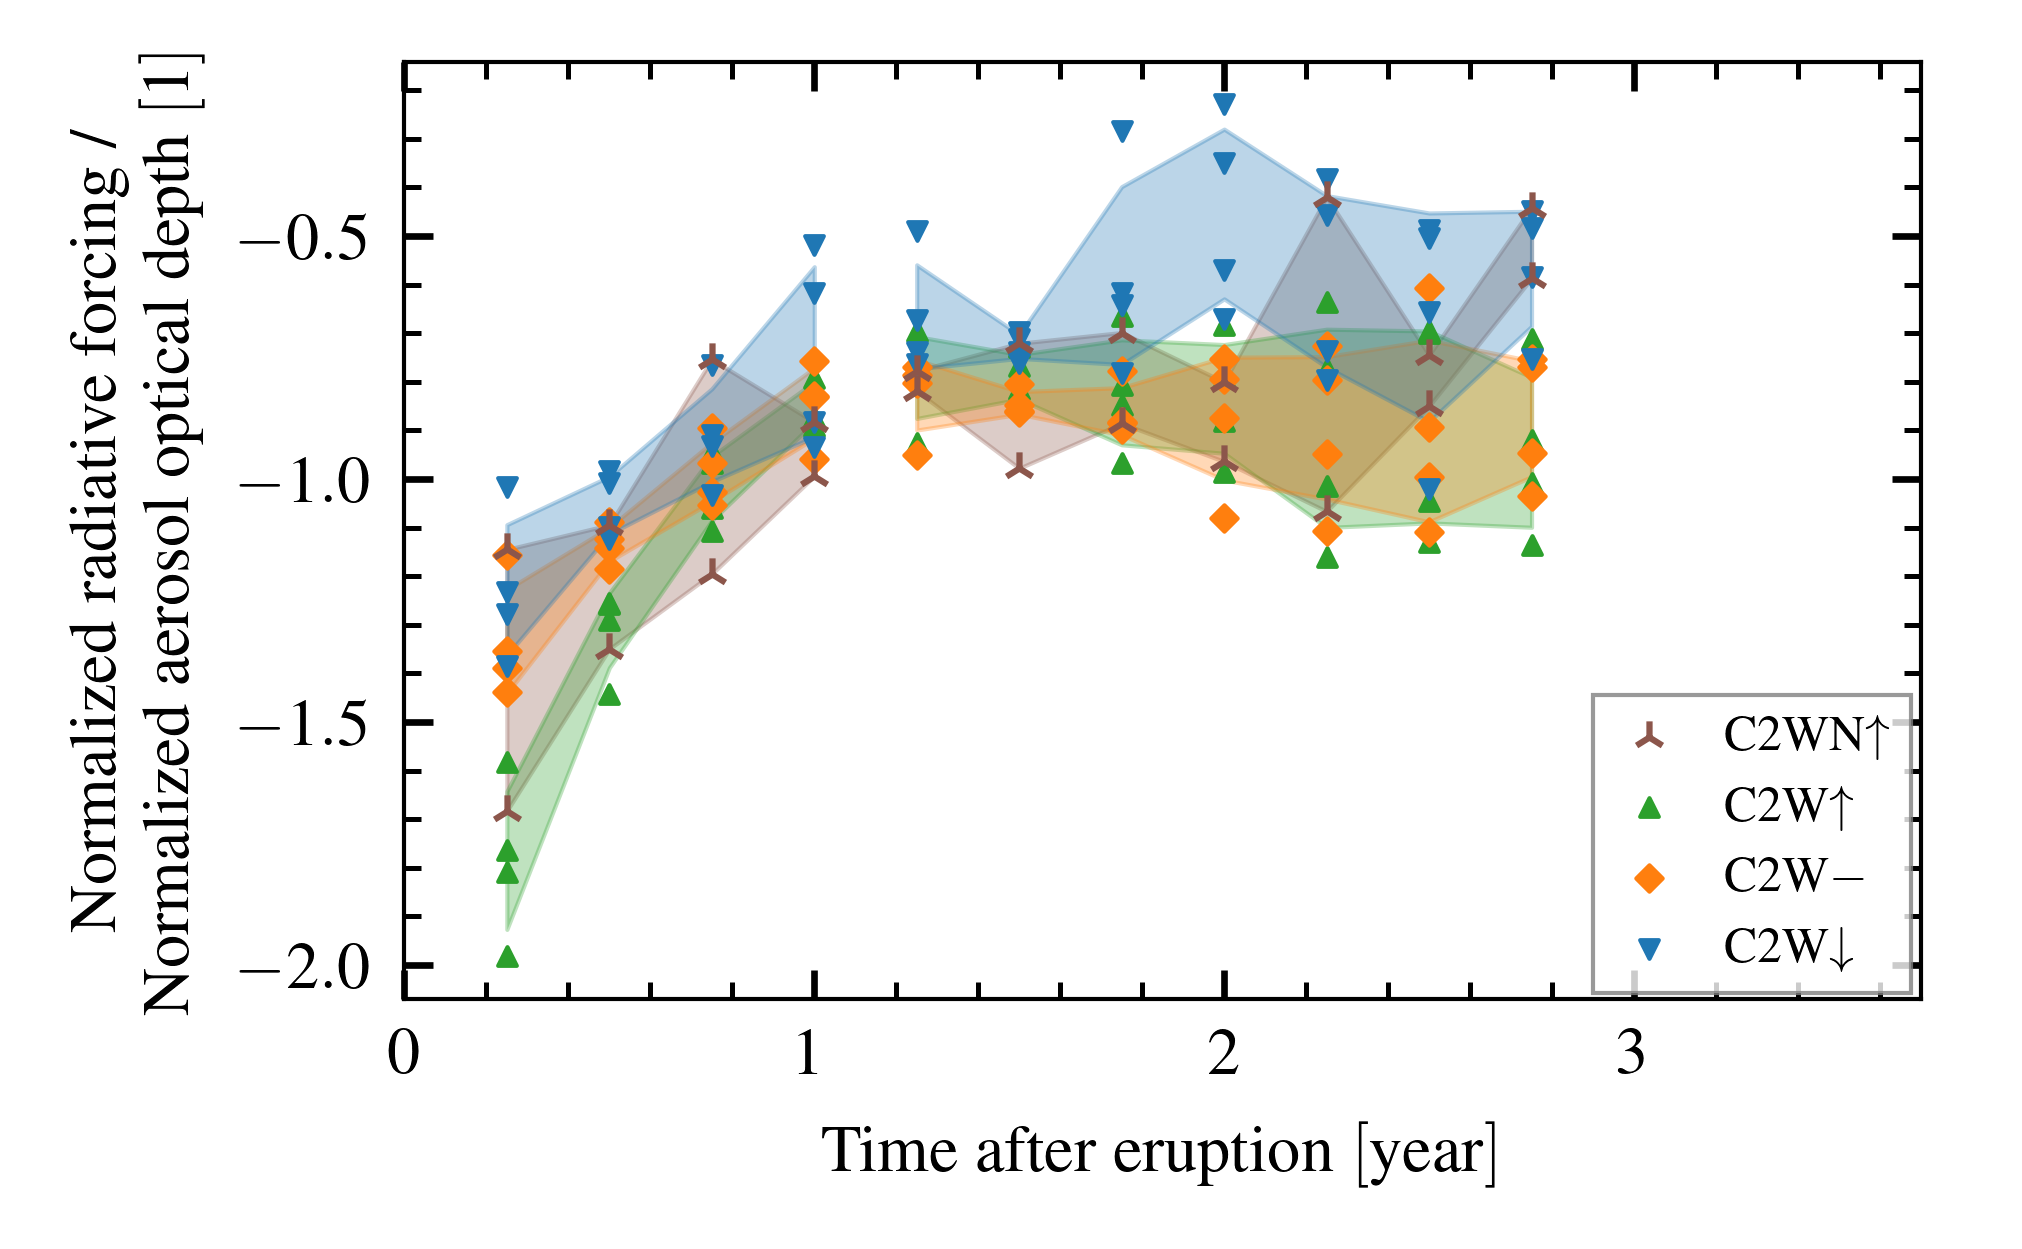 Normalized radiative forcing /
Normalized aerosol optical depth [1]
−0.5
−1.0
−1.5
−2.0
0 1 2 3
Time after eruption [year]
C2WN↑
C2W↑
C2W−
C2W↓